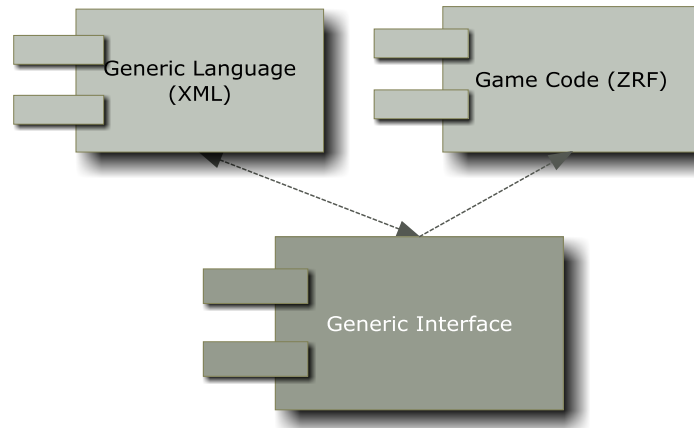 Generic Language
(XML)
Game Code (ZRF)
Generic Interface